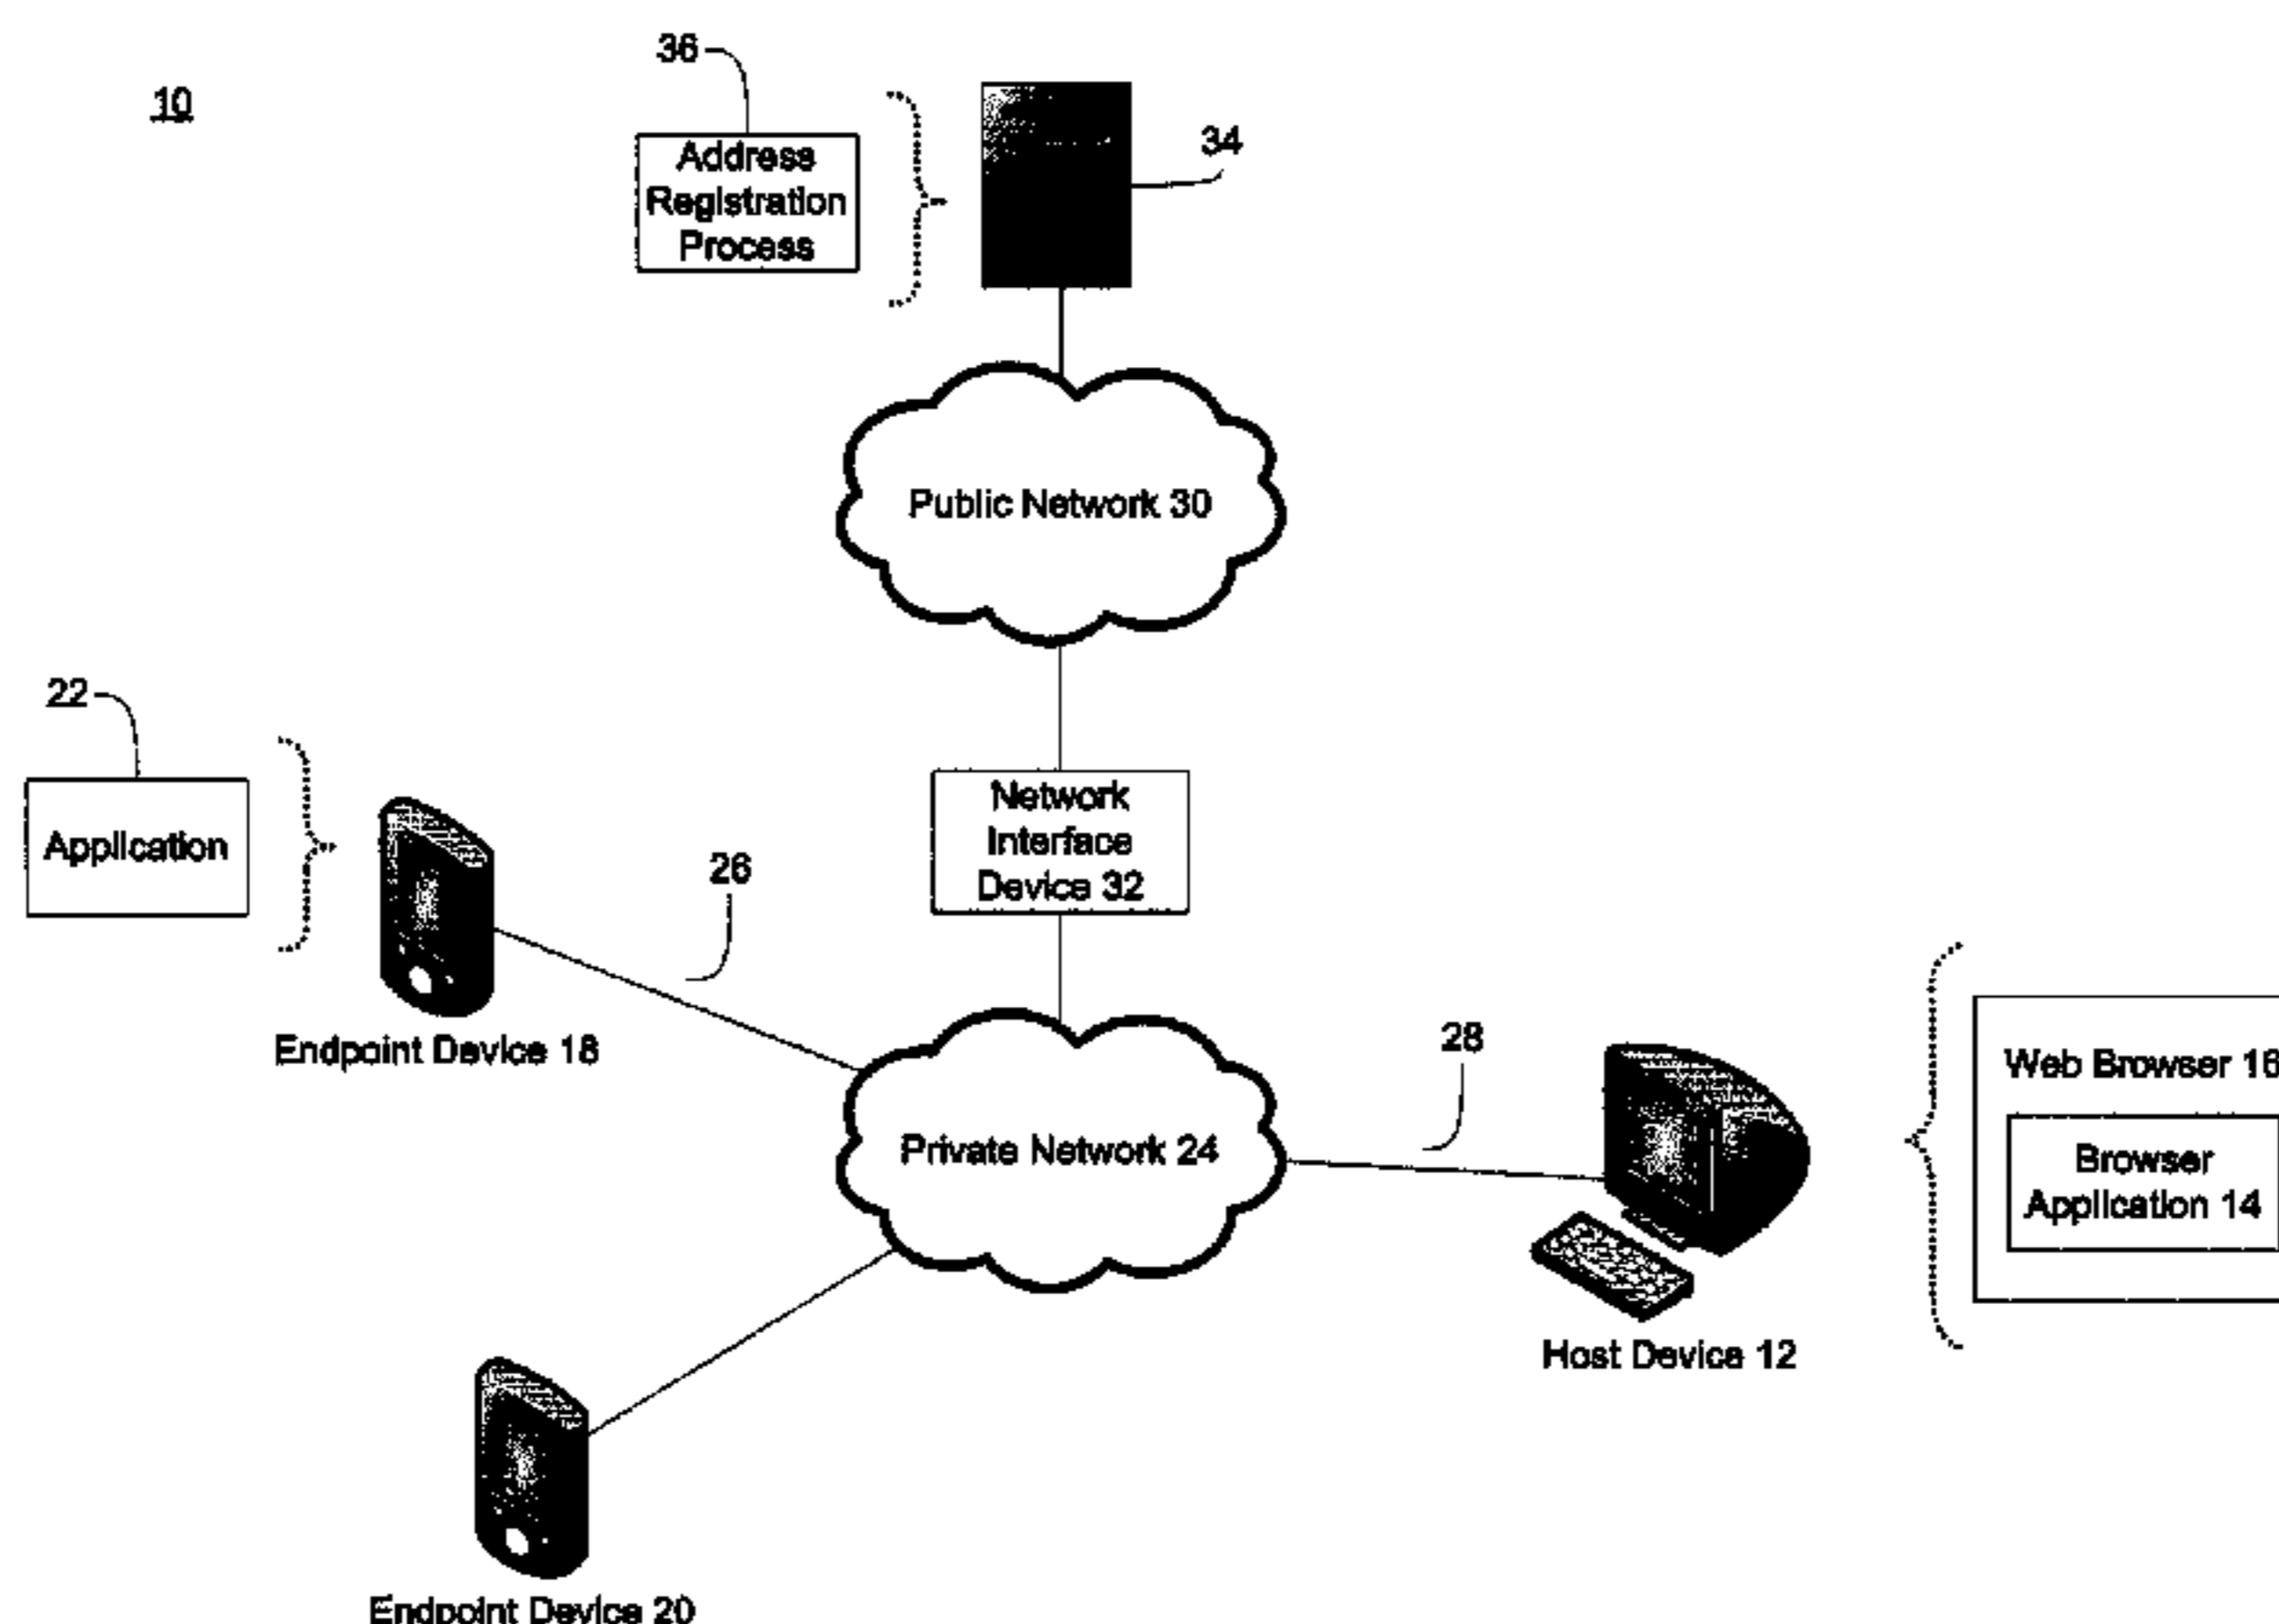 10
36
Address
Registration
Process
34
Public Network 30
22
Application
Network
Interface
Device 32
26
Endpoint Device 18
Private Network 24
28
Web Browser 16
Browser
Application 14
Host Device 12
Endpoint Device 20